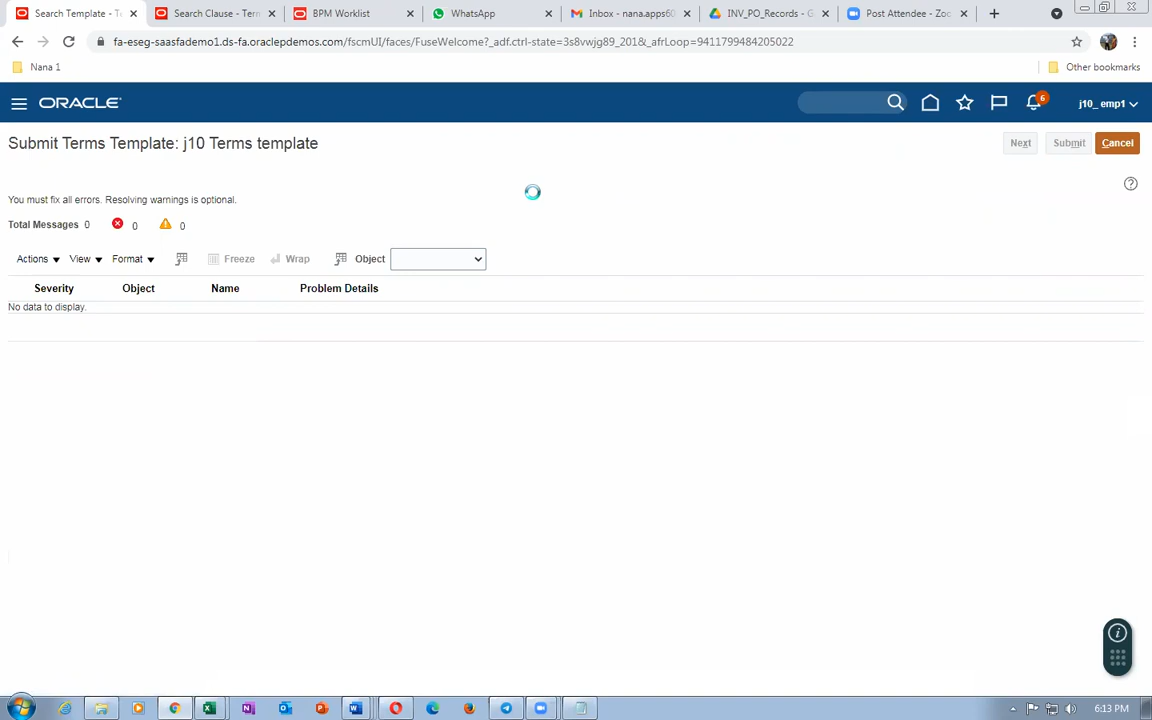 Search Template - Te
Search Clause - Tern
BPM Worklist
WhatsApp
Inbox - nana.apps60
INV_PO_Records - G
Post Attendee - Zoo
fa-eseg-saasfademo1.ds-fa.oraclepdemos.com/fscmUI/faces/FuseWelcome?_adf.ctrl-state=3s8vwjg89_201&_afrLoop=9411799484205022
Nana 1
Other bookmarks
ORACLE
6
j10_ emp1
Submit Terms Template: j10 Terms template
Next
Submit
Cancel
You must fix all errors. Resolving warnings is optional.
Total Messages 0 0 0
Actions View Format Freeze Wrap Object
Severity Object Name Problem Details
No data to display.
6:13 PM